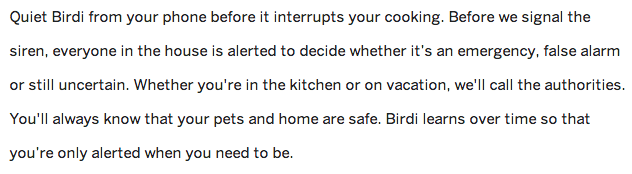 Quiet Birdi from your phone before it interrupts your cooking. Before we signal the
siren, everyone in the house is alerted to decide whether it's an emergency, false alarm
or still uncertain. Whether you're in the kitchen or on vacation, we'll call the authorities.
You'll always know that your pets and home are safe. Birdi learns over time so that
you're only alerted when you need to be.